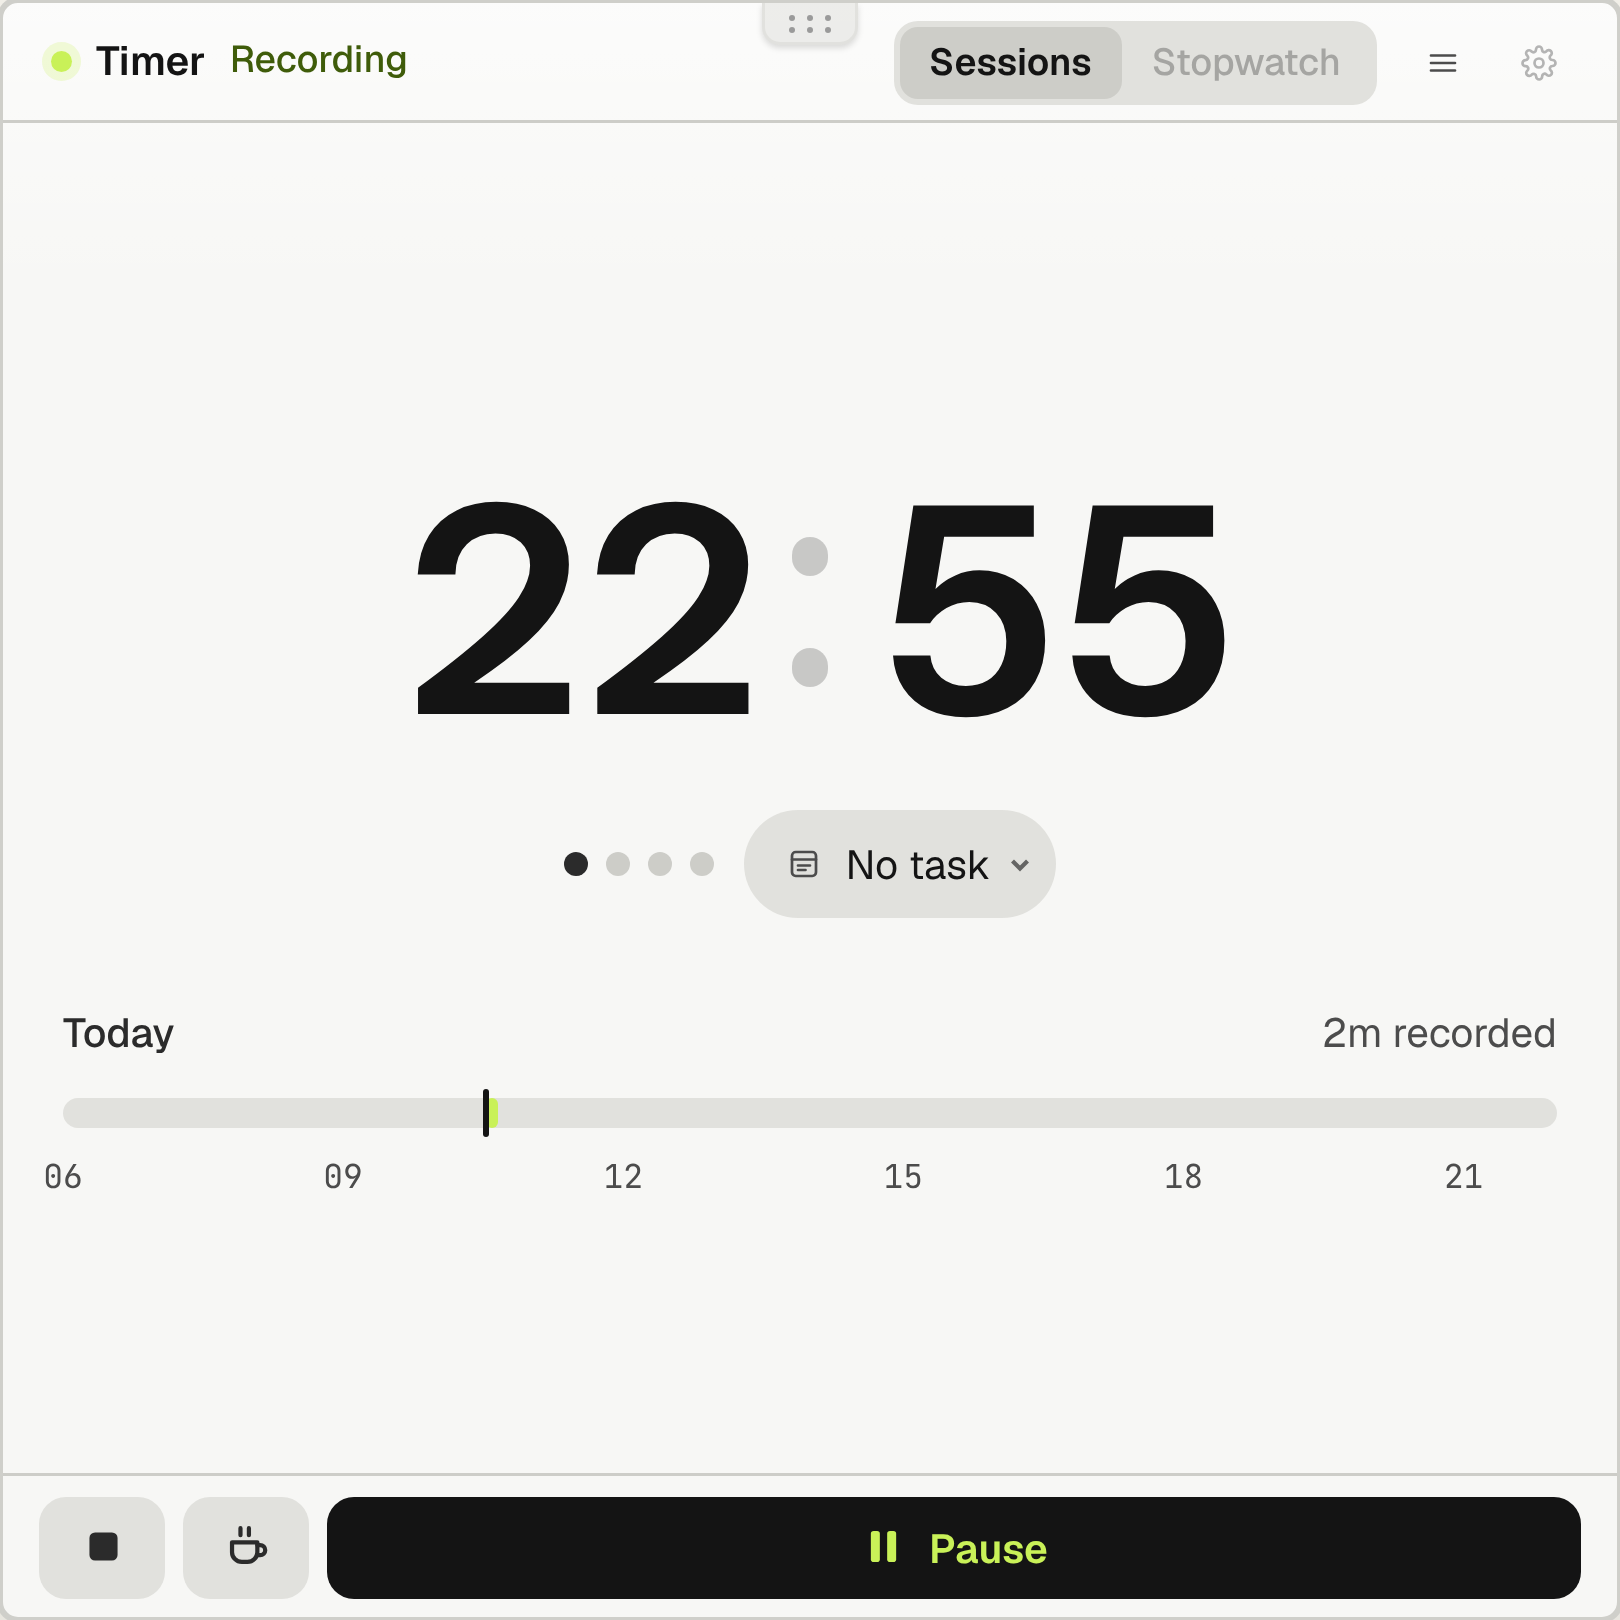 Timer Recording Sessions Stopwatch
22:55
No task
Today 2m recorded
06 09 12 15 18 21
Pause